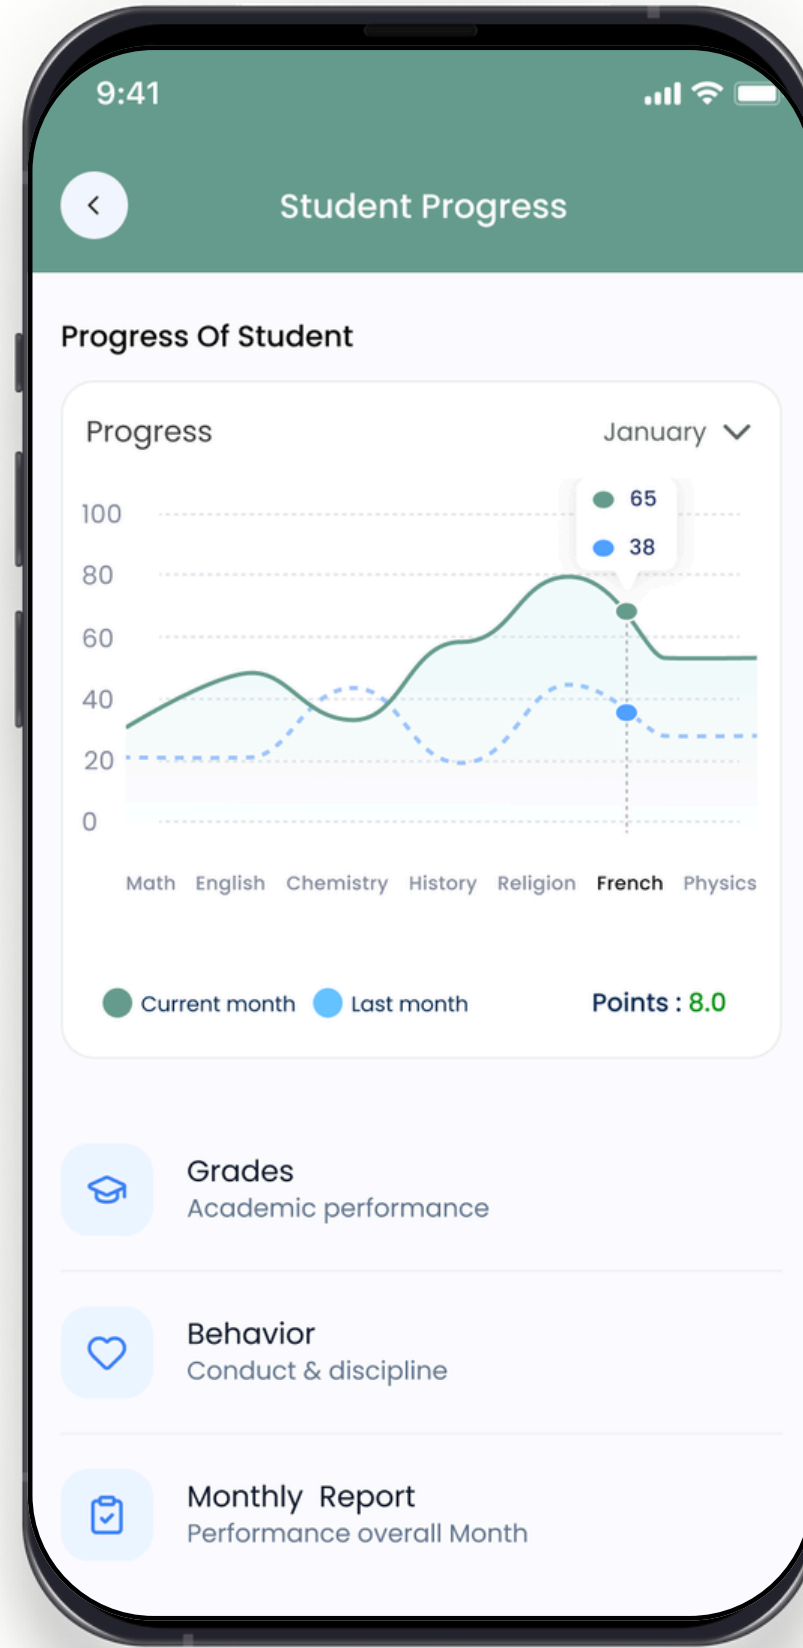 9:41
Student Progress
Progress Of Student
Progress January
65
38
100
80
60
40
20
0
Math English Chemistry History Religion French Physics
Current month Last month Points : 8.0
Grades
Academic performance
Behavior
Conduct & discipline
Monthly Report
Performance overall Month